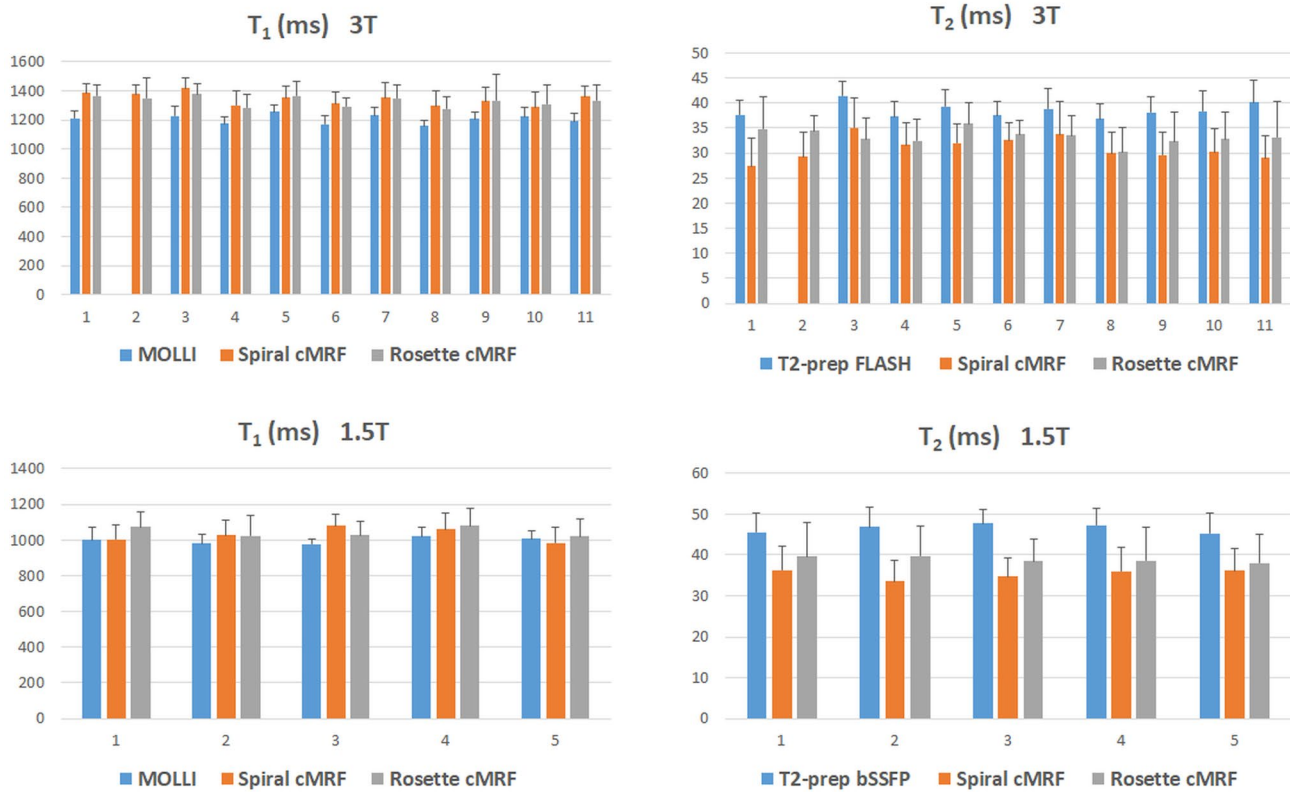 T₁ (ms) 3T
1600
1400
1200
1000
800
600
400
200
0
1 2 3 4 5 6 7 8 9 10 11
MOLLI Spiral cMRF Rosette cMRF
T₂ (ms) 3T
50
45
40
35
30
25
20
15
10
5
0
1 2 3 4 5 6 7 8 9 10 11
T2-prep FLASH Spiral cMRF Rosette cMRF
T₁ (ms) 1.5T
1400
1200
1000
800
600
400
200
0
1 2 3 4 5
MOLLI Spiral cMRF Rosette cMRF
T₂ (ms) 1.5T
60
50
40
30
20
10
0
1 2 3 4 5
T2-prep bSSFP Spiral cMRF Rosette cMRF